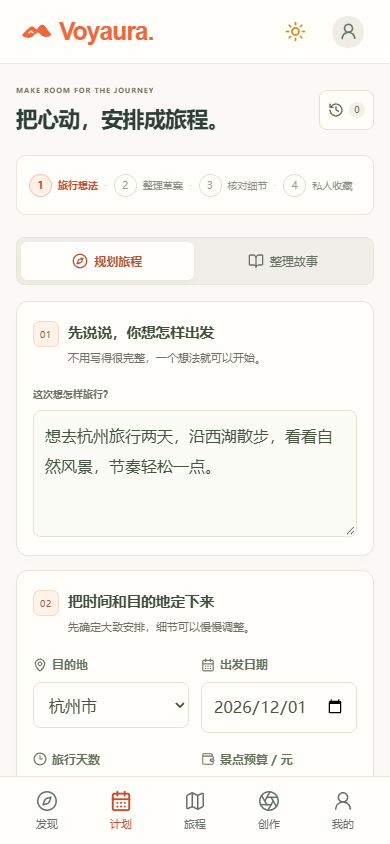 Voyaura.
MAKE ROOM FOR THE JOURNEY
把心动，安排成旅程。
0
1 旅行想法 · 2 整理草案 · 3 核对细节 · 4 私人收藏
规划旅程
整理故事
01 先说说，你想怎样出发
不用写得很完整，一个想法就可以开始。
这次想怎样旅行？
想去杭州旅行两天，沿西湖散步，看看自
然风景，节奏轻松一点。
02 把时间和目的地定下来
先确定大致安排，细节可以慢慢调整。
目的地
出发日期
杭州市
2026/12/01
旅行天数
景点预算 / 元
发现
计划
旅程
创作
我的